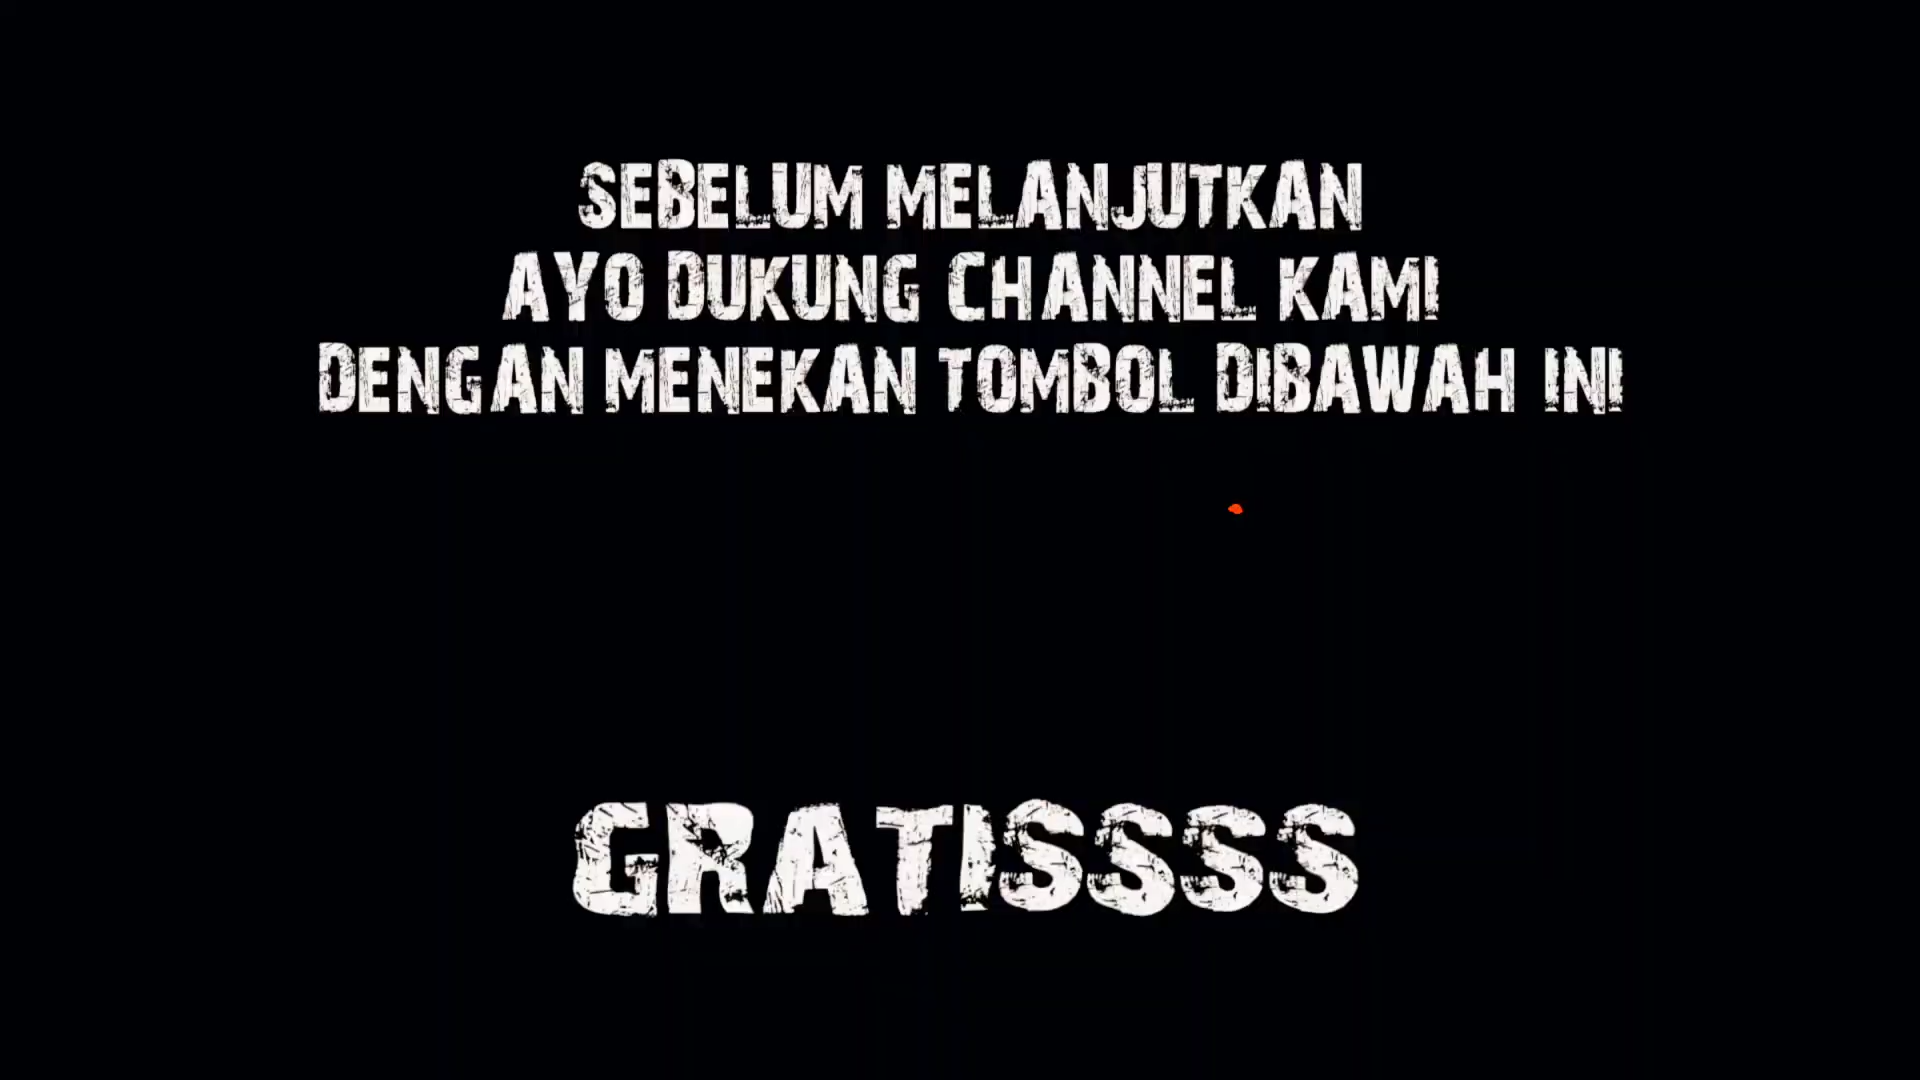 SEBELUM MELANJUTKAN
AYO DUKUNG CHANNEL KAMI
DENGAN MENEKAN TOMBOL DIBAWAH INI
GRATISSSS